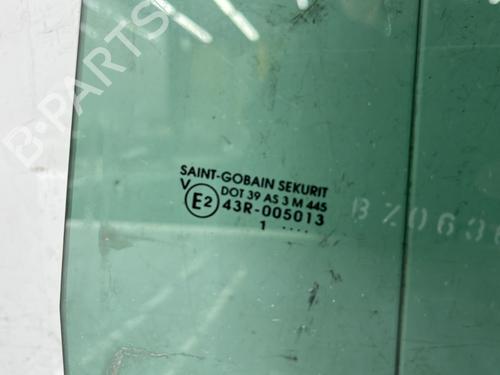 B-PARTS
SAINT-GOBAIN SEKURIT
V DOT 39 AS 3 M 445
E2 43R-005013
1 ....